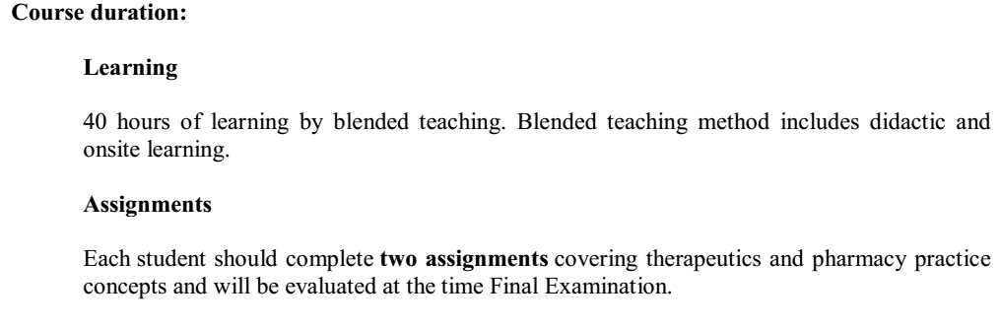 Course duration:
Learning
40 hours of learning by blended teaching. Blended teaching method includes didactic and
onsite learning.
Assignments
Each student should complete two assignments covering therapeutics and pharmacy practice
concepts and will be evaluated at the time Final Examination.